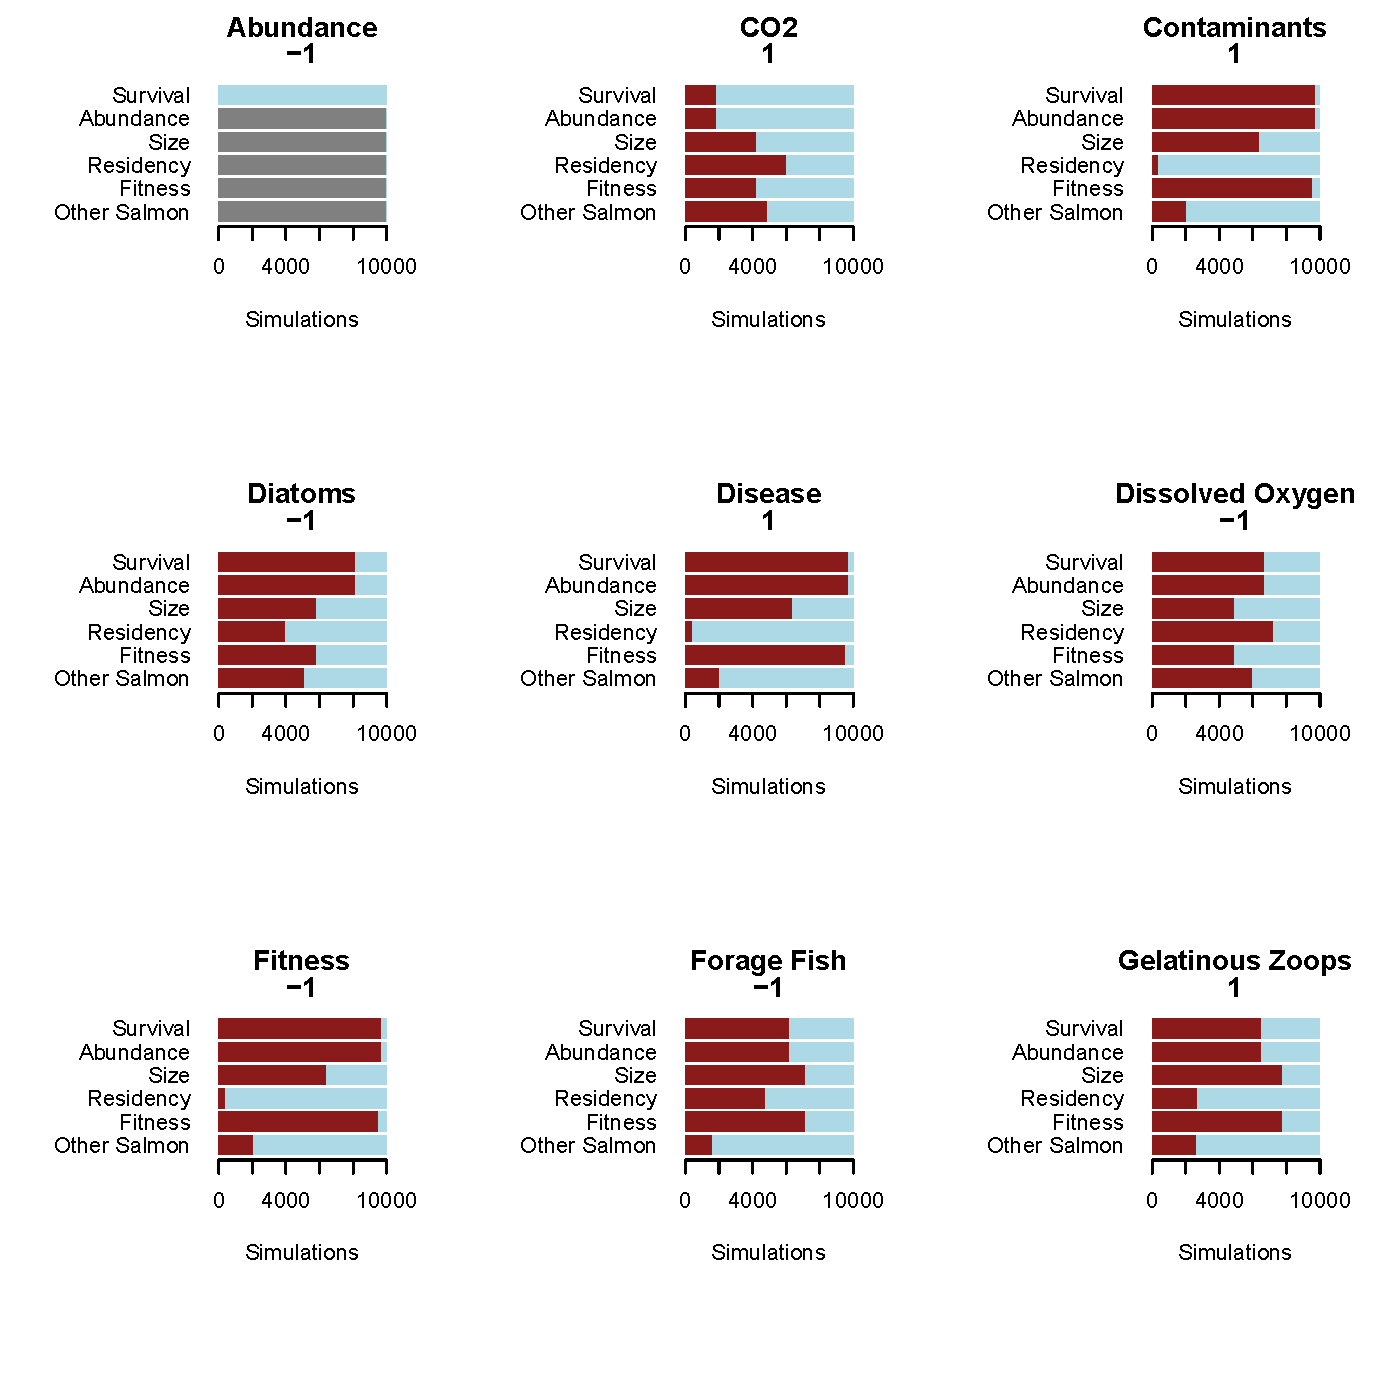 Abundance
−1
Survival
Abundance
Size
Residency
Fitness
Other Salmon
0 4000 10000
Simulations
CO2
1
Survival
Abundance
Size
Residency
Fitness
Other Salmon
0 4000 10000
Simulations
Contaminants
1
Survival
Abundance
Size
Residency
Fitness
Other Salmon
0 4000 10000
Simulations
Diatoms
−1
Survival
Abundance
Size
Residency
Fitness
Other Salmon
0 4000 10000
Simulations
Disease
1
Survival
Abundance
Size
Residency
Fitness
Other Salmon
0 4000 10000
Simulations
Dissolved Oxygen
−1
Survival
Abundance
Size
Residency
Fitness
Other Salmon
0 4000 10000
Simulations
Fitness
−1
Survival
Abundance
Size
Residency
Fitness
Other Salmon
0 4000 10000
Simulations
Forage Fish
−1
Survival
Abundance
Size
Residency
Fitness
Other Salmon
0 4000 10000
Simulations
Gelatinous Zoops
1
Survival
Abundance
Size
Residency
Fitness
Other Salmon
0 4000 10000
Simulations